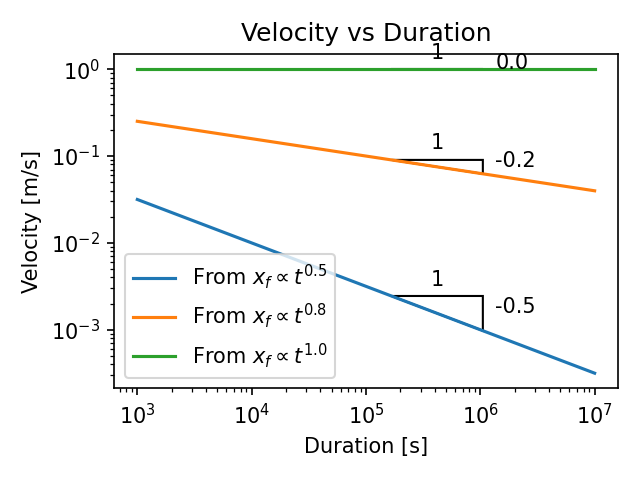 Velocity vs Duration
Velocity [m/s]
10^0
10^-1
10^-2
10^-3
1
0.0
1
-0.2
1
-0.5
From x_f ∝ t^0.5
From x_f ∝ t^0.8
From x_f ∝ t^1.0
10^3 10^4 10^5 10^6 10^7
Duration [s]